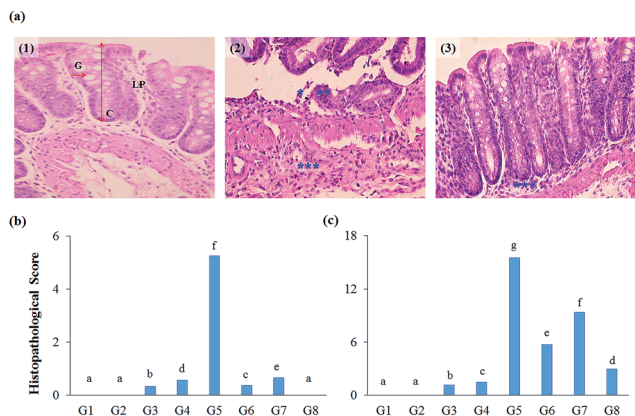 (a)
(1) (2) (3)
G
LP
C
* **
***
***
(b) (c)
Histopathological Score
6
4
2
0
a a b d f c e a
G1 G2 G3 G4 G5 G6 G7 G8
18
12
6
0
a a b c g e f d
G1 G2 G3 G4 G5 G6 G7 G8